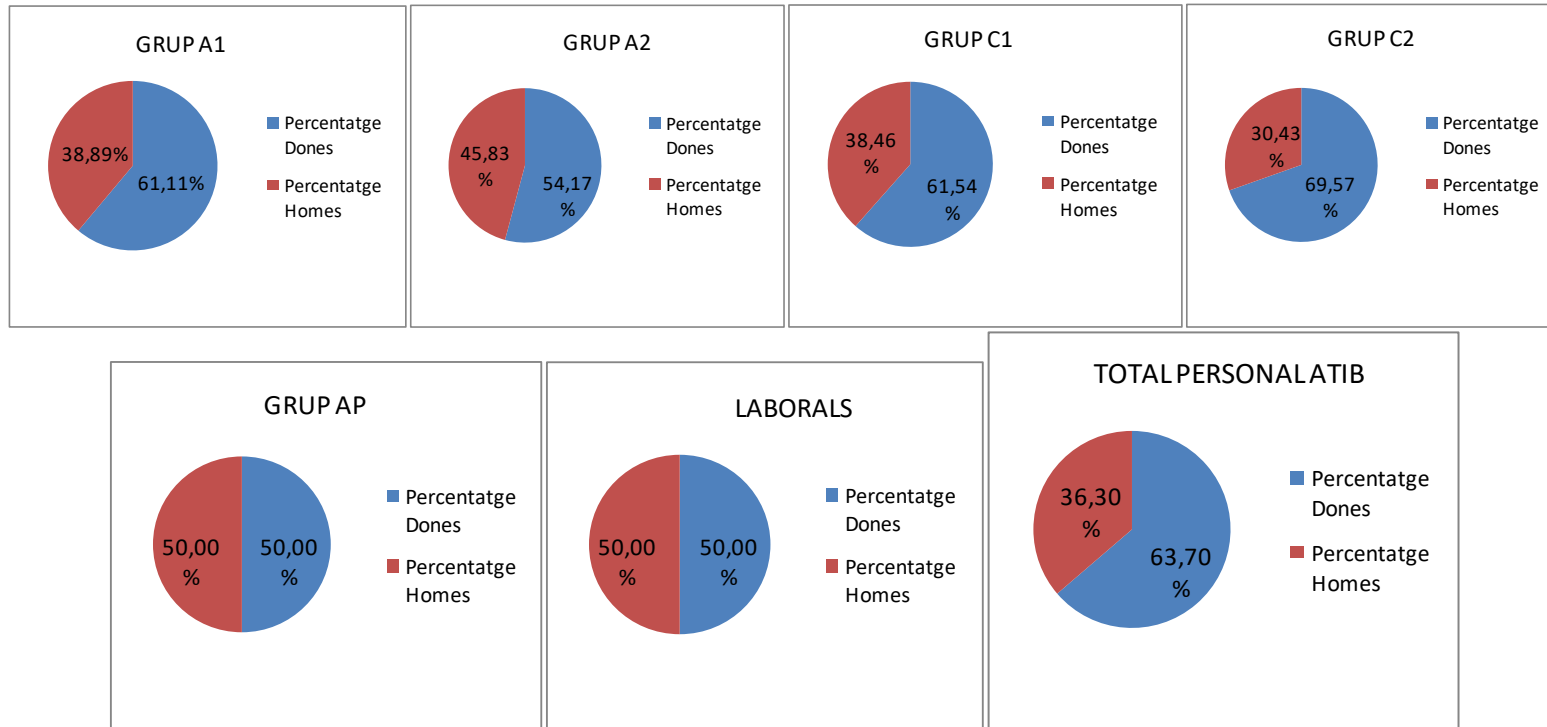 GRUP A1
38,89%
61,11%
Percentatge
Dones
Percentatge
Homes
GRUP A2
45,83
%
54,17
%
Percentatge
Dones
Percentatge
Homes
GRUP C1
38,46
%
61,54
%
Percentatge
Dones
Percentatge
Homes
GRUP C2
30,43
%
69,57
%
Percentatge
Dones
Percentatge
Homes
GRUP AP
50,00
%
50,00
%
Percentatge
Dones
Percentatge
Homes
LABORALS
50,00
%
50,00
%
Percentatge
Dones
Percentatge
Homes
TOTAL PERSONAL ATIB
36,30
%
63,70
%
Percentatge
Dones
Percentatge
Homes